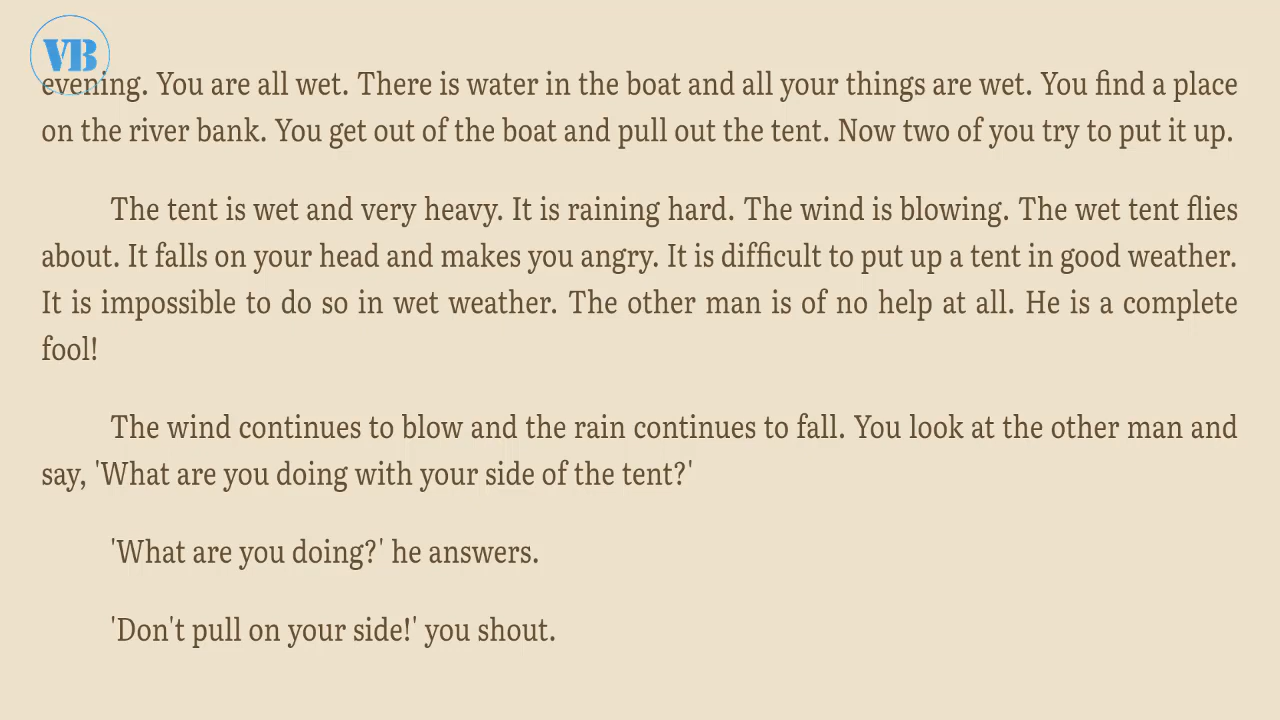 VB
evening. You are all wet. There is water in the boat and all your things are wet. You find a place
on the river bank. You get out of the boat and pull out the tent. Now two of you try to put it up.
The tent is wet and very heavy. It is raining hard. The wind is blowing. The wet tent flies
about. It falls on your head and makes you angry. It is difficult to put up a tent in good weather.
It is impossible to do so in wet weather. The other man is of no help at all. He is a complete
fool!
The wind continues to blow and the rain continues to fall. You look at the other man and
say, 'What are you doing with your side of the tent?'
'What are you doing?' he answers.
'Don't pull on your side!' you shout.